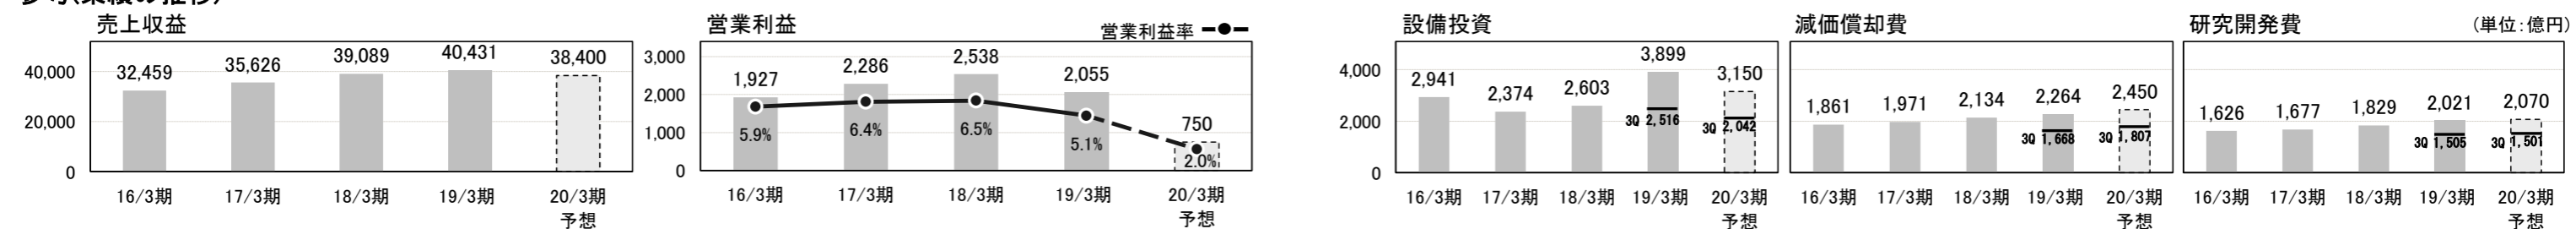 売上収益
40,000
20,000
0
32,459
35,626
39,089
40,431
38,400
16/3期
17/3期
18/3期
19/3期
20/3期
予想
営業利益
営業利益率
3,000
2,000
1,000
0
1,927
2,286
2,538
2,055
750
5.9%
6.4%
6.5%
5.1%
2.0%
16/3期
17/3期
18/3期
19/3期
20/3期
予想
設備投資
4,000
2,000
0
2,941
2,374
2,603
3,899
3,150
3Q 2,516
3Q 2,042
16/3期
17/3期
18/3期
19/3期
20/3期
予想
減価償却費
1,861
1,971
2,134
2,264
2,450
3Q 1,668
3Q 1,807
16/3期
17/3期
18/3期
19/3期
20/3期
予想
研究開発費
(単位:億円)
1,626
1,677
1,829
2,021
2,070
3Q 1,505
3Q 1,501
16/3期
17/3期
18/3期
19/3期
20/3期
予想